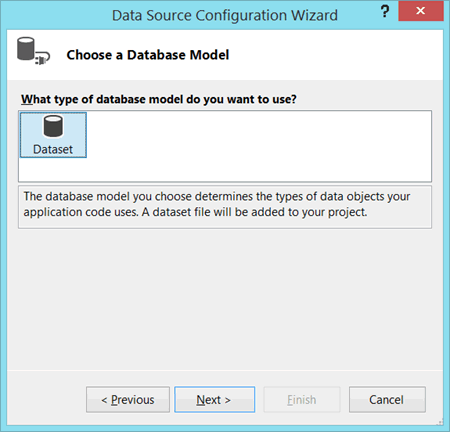 Data Source Configuration Wizard
?
Choose a Database Model
What type of database model do you want to use?
Dataset
The database model you choose determines the types of data objects your
application code uses. A dataset file will be added to your project.
< Previous
Next >
Finish
Cancel